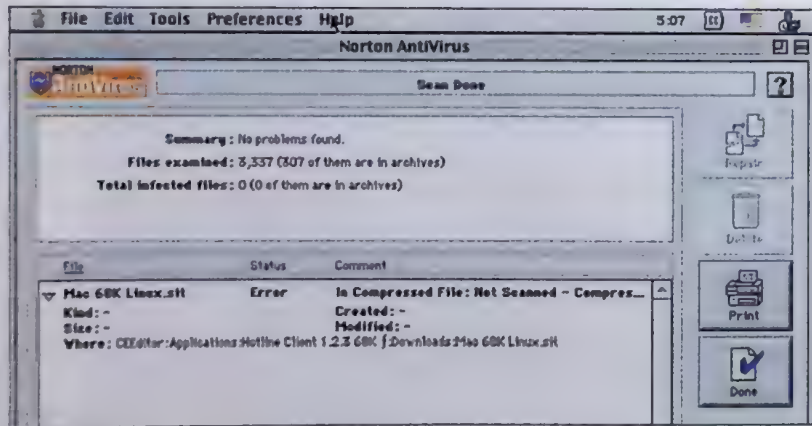 File Edit Tools Preferences Help 5:07
Norton AntiVirus
NORTON
AntiVirus
Scan Done
?
Summary : No problems found.
Files examined : 3,337 (307 of them are in archives)
Total infected files : 0 (0 of them are in archives)
Repair
Delete
Print
Done
File Status Comment
Mac 68K Linux.sit Error In Compressed File: Not Scanned - Compres...
Kind : - Created : -
Size : - Modified : -
Where : CEEditor:Applications:Hotline Client 1.2.3 68K ƒ:Downloads:Mac 68K Linux.sit